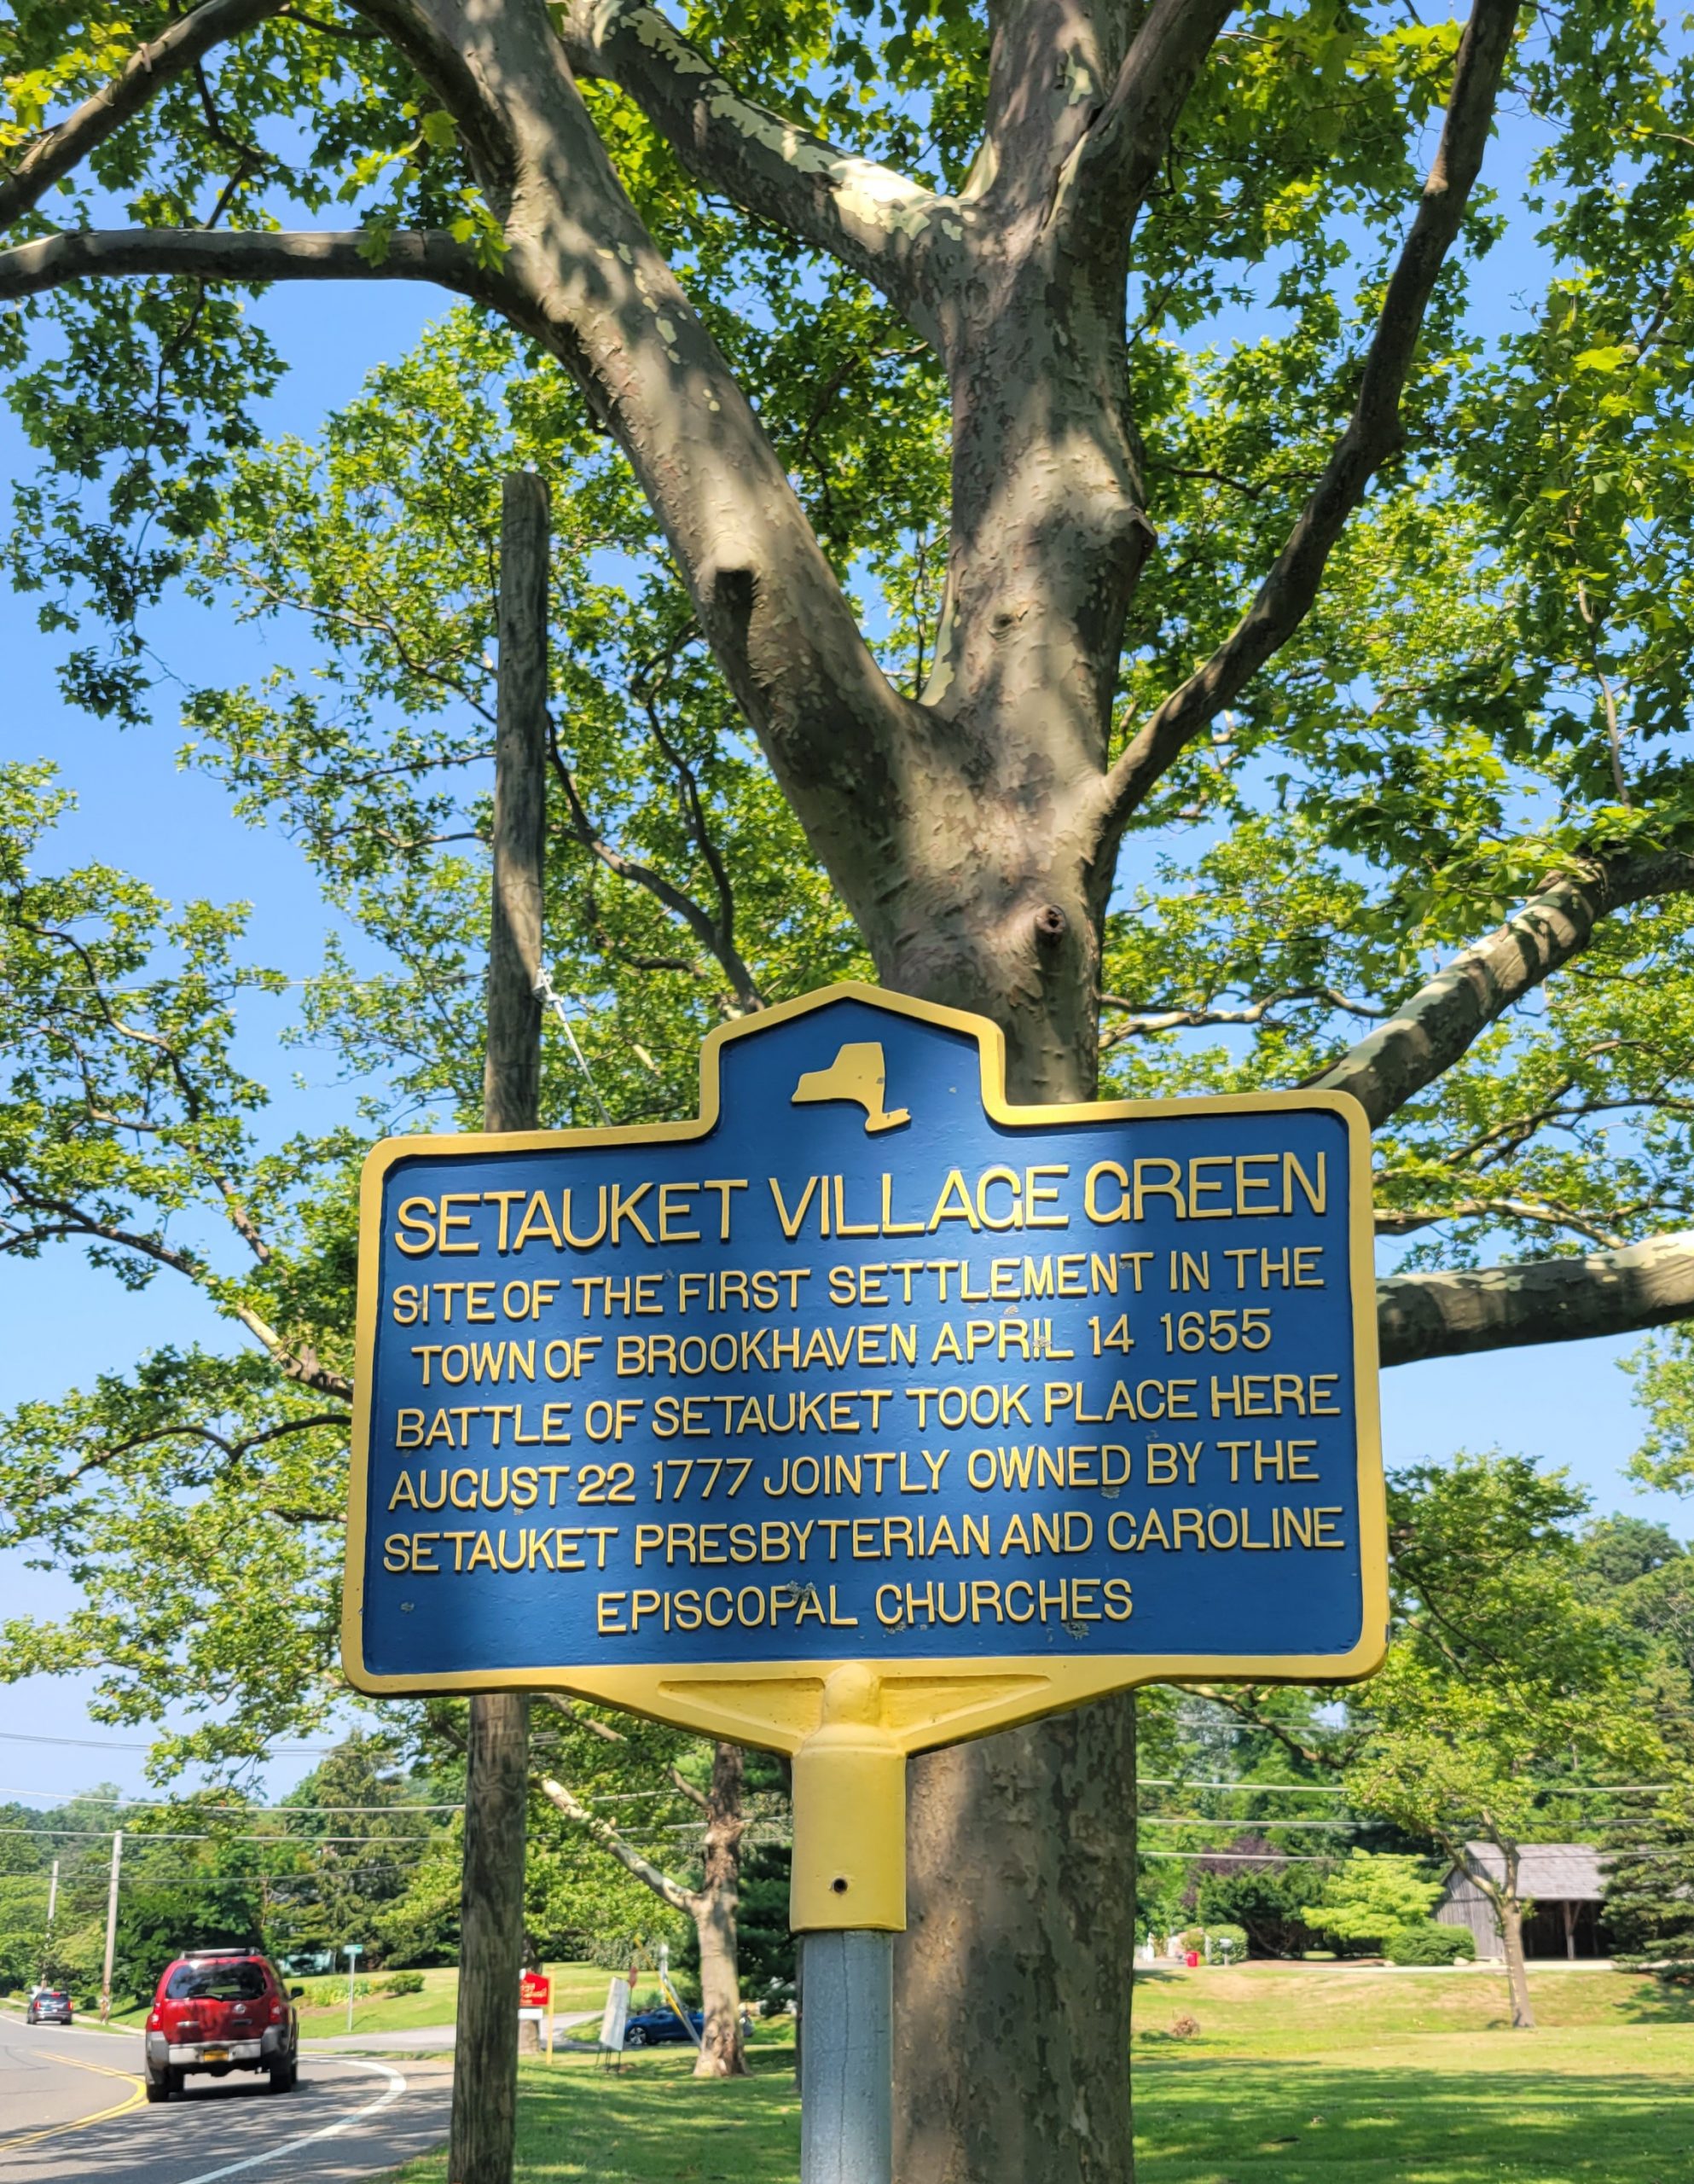 SETAUKET VILLAGE GREEN
SITE OF THE FIRST SETTLEMENT IN THE
TOWN OF BROOKHAVEN APRIL 14 1655
BATTLE OF SETAUKET TOOK PLACE HERE
AUGUST 22 1777 JOINTLY OWNED BY THE
SETAUKET PRESBYTERIAN AND CAROLINE
EPISCOPAL CHURCHES